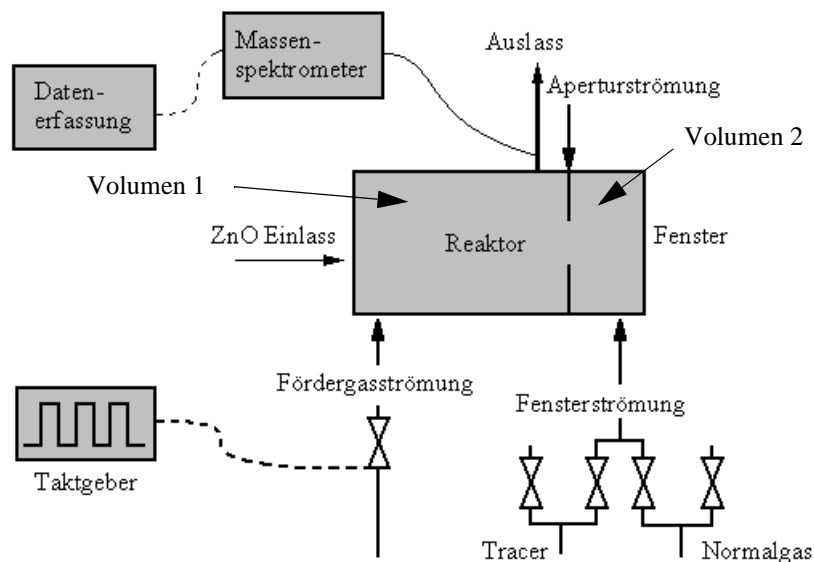 Massen-
spektrometer
Daten-
erfassung
Auslass
Aperturströmung
Volumen 2
Volumen 1
ZnO Einlass
Reaktor
Fenster
Fördergasströmung
Fensterströmung
Taktgeber
Tracer
Normalgas